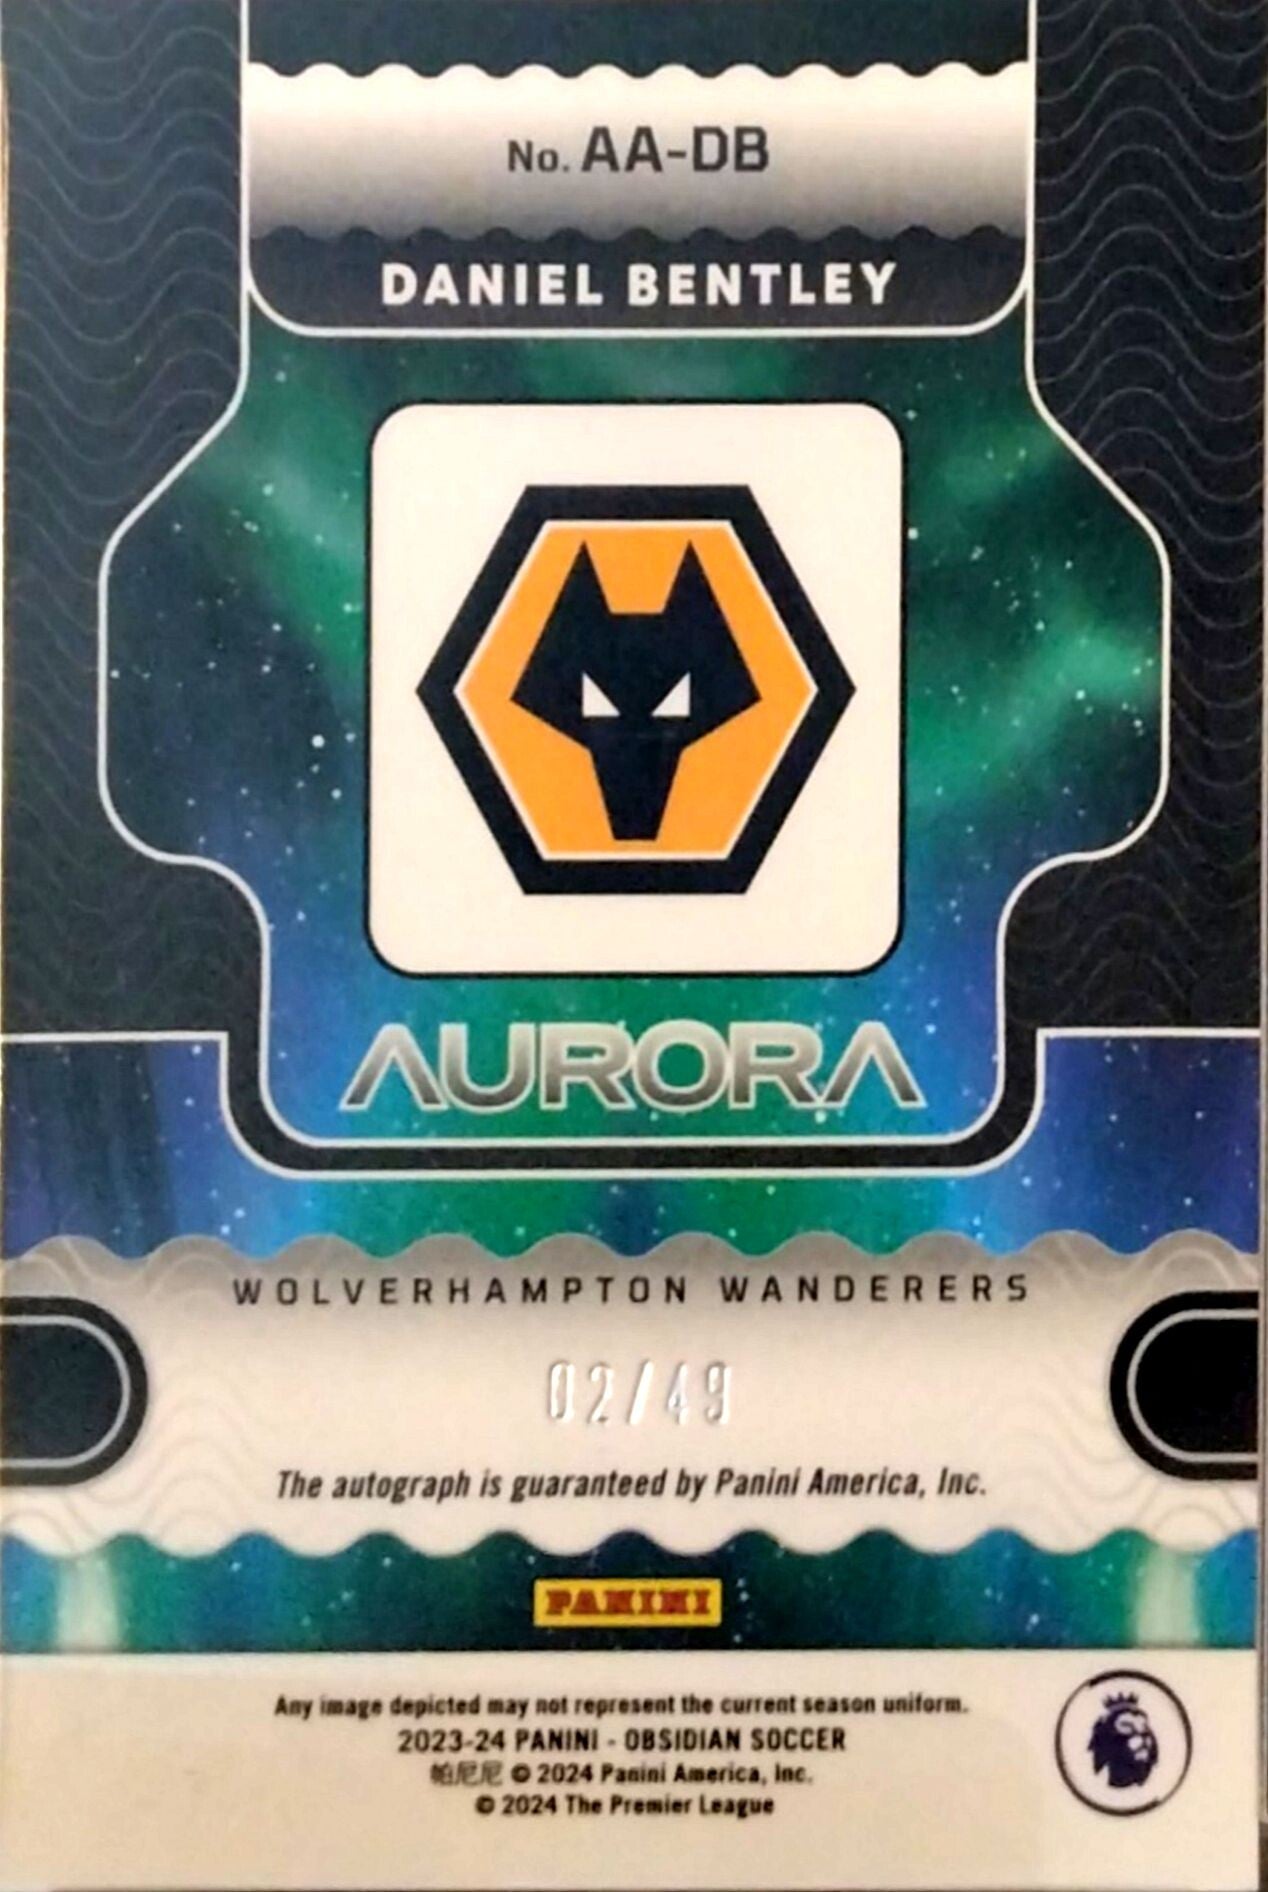 No. AA-DB
DANIEL BENTLEY
AURORA
WOLVERHAMPTON WANDERERS
02/49
The autograph is guaranteed by Panini America, Inc.
PANINI
Any image depicted may not represent the current season uniform.
2023-24 PANINI - OBSIDIAN SOCCER
帕尼尼 © 2024 Panini America, Inc.
© 2024 The Premier League